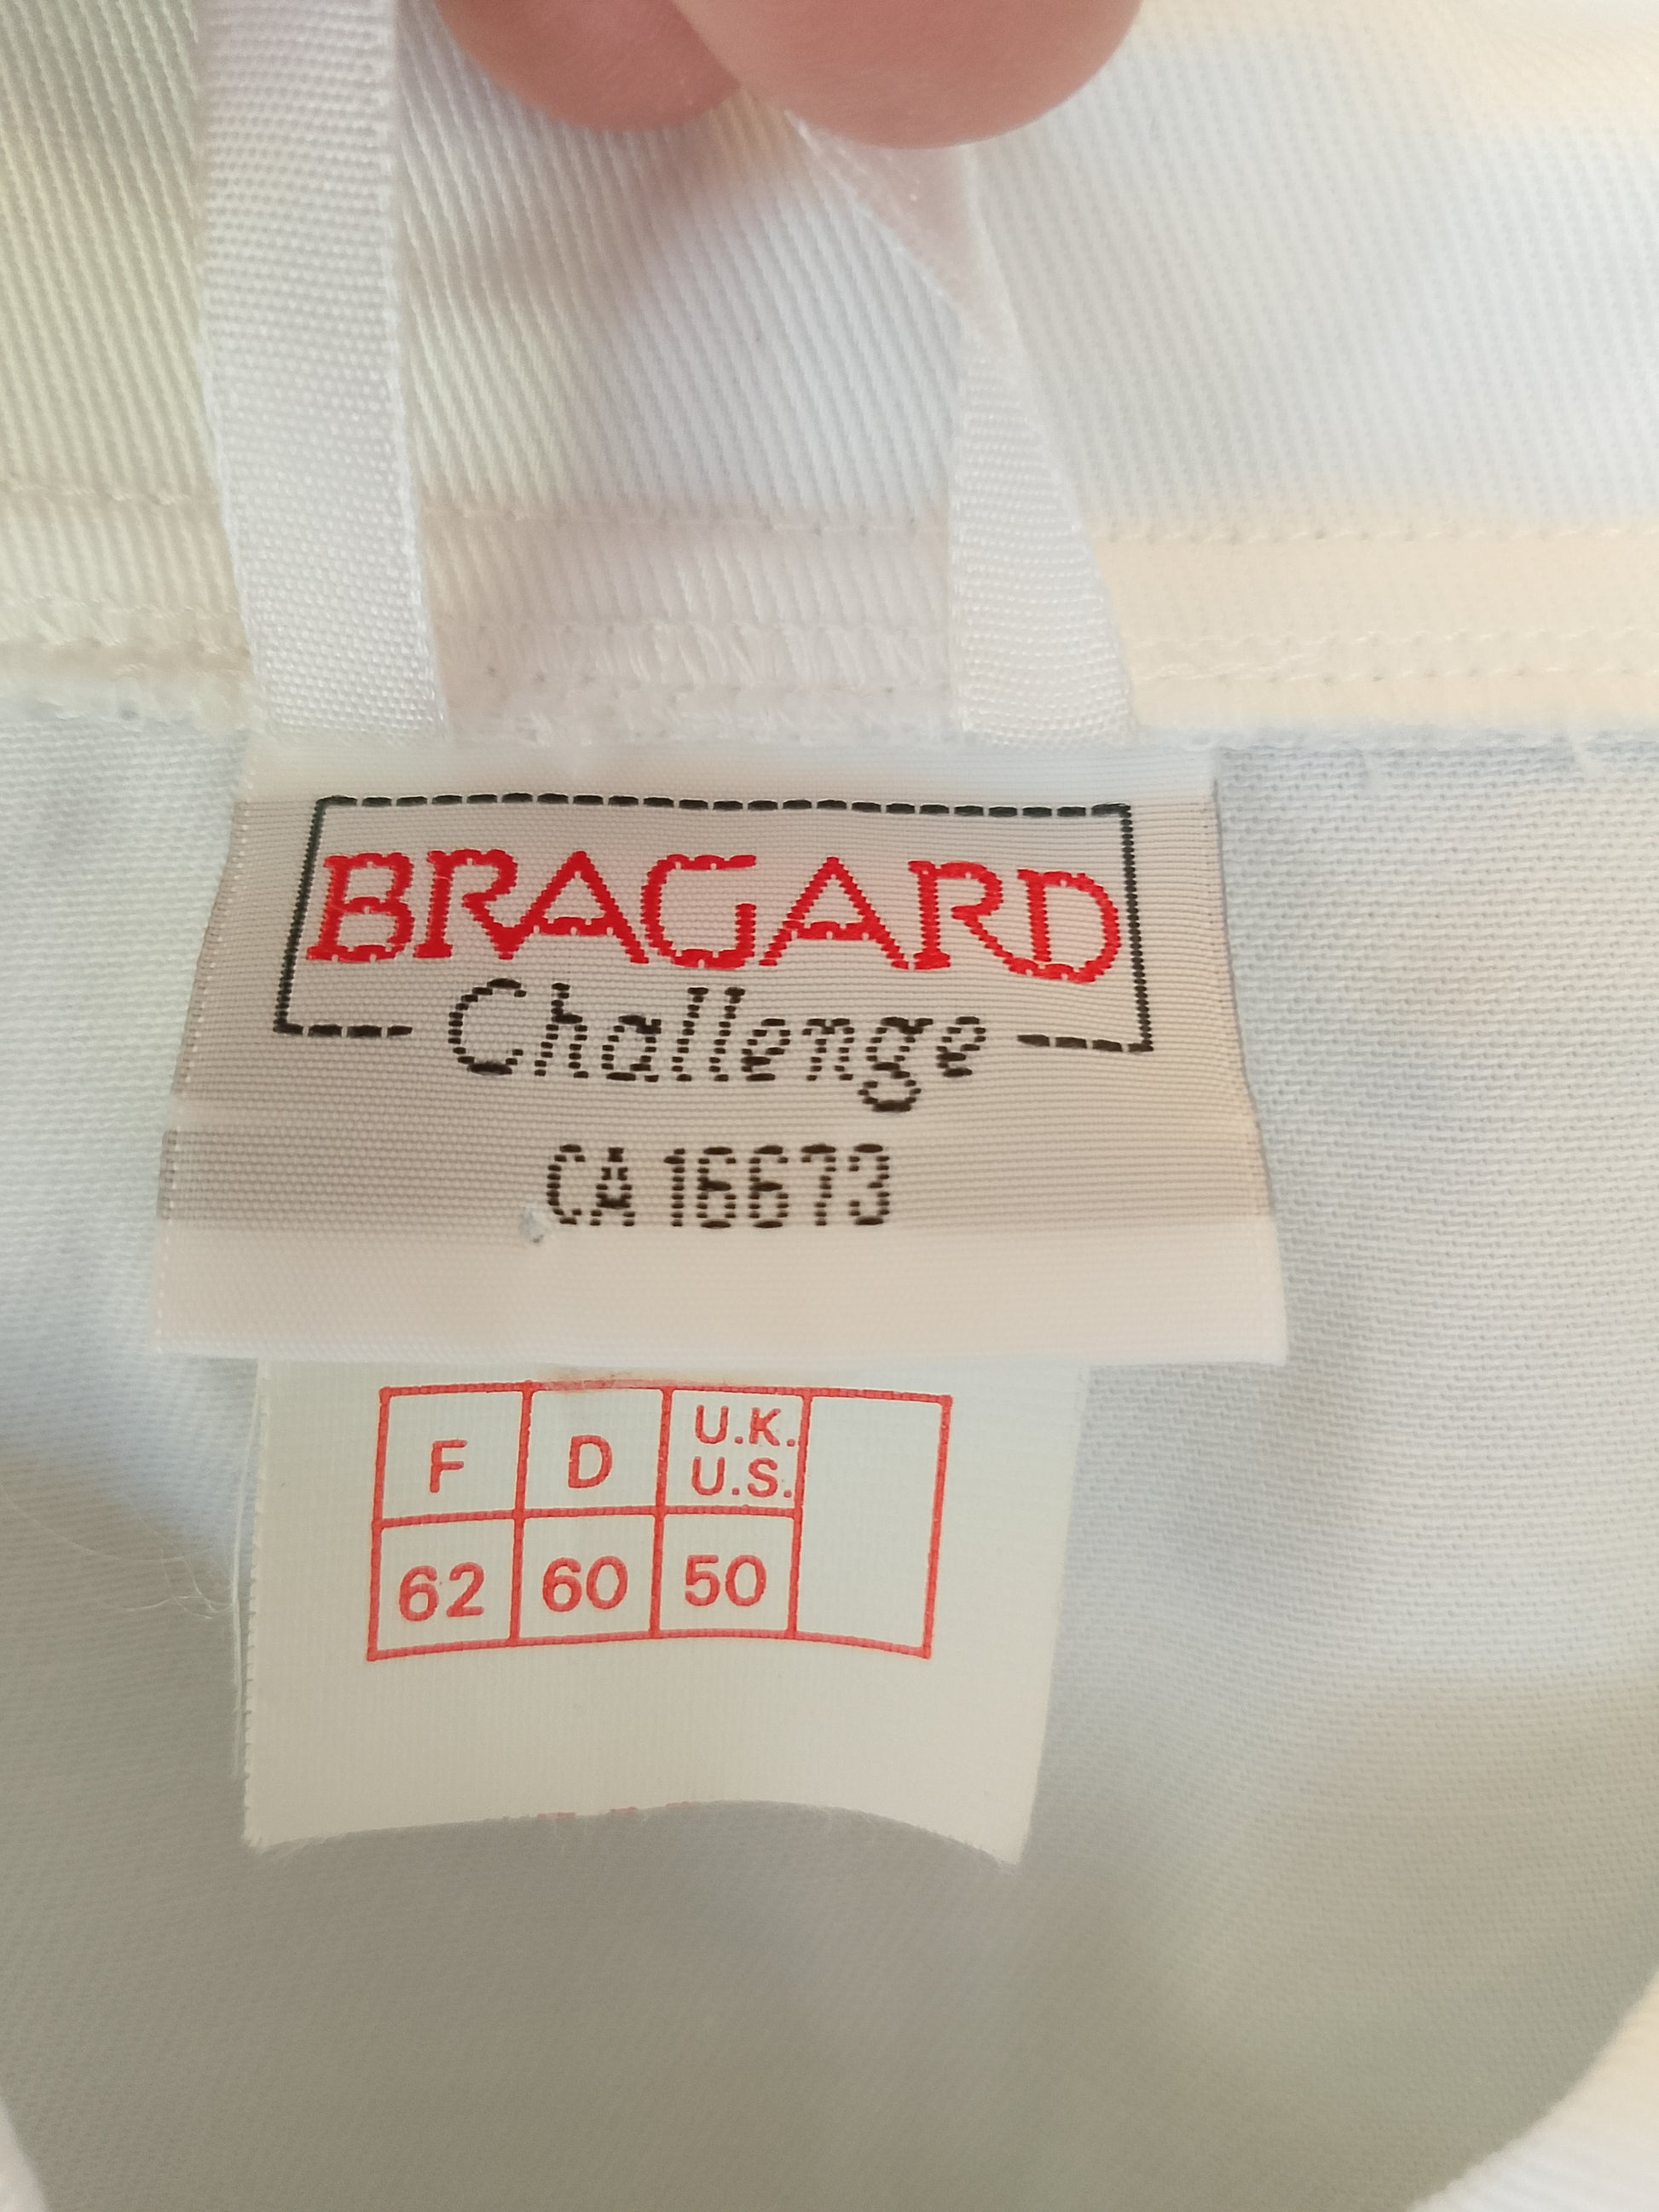 BRAGARD
Challenge
CA 16673
F D U.K. U.S.
62 60 50